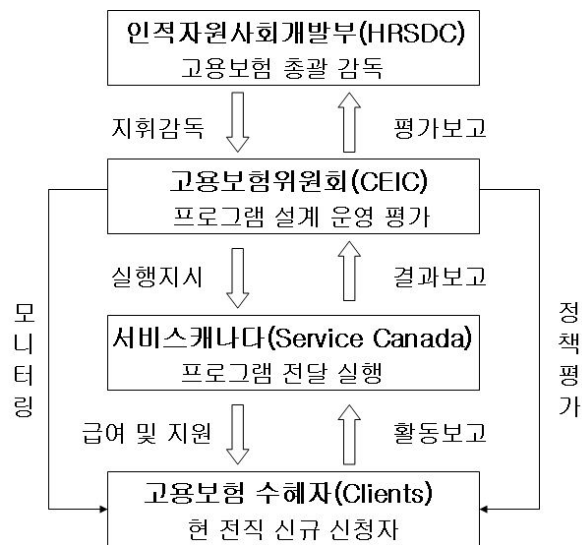 인적자원사회개발부(HRSDC)
고용보험 총괄 감독
지휘감독
평가보고
고용보험위원회(CEIC)
프로그램 설계 운영 평가
실행지시
결과보고
모니터링
정책평가
서비스캐나다(Service Canada)
프로그램 전달 실행
급여 및 지원
활동보고
고용보험 수혜자(Clients)
현 전직 신규 신청자